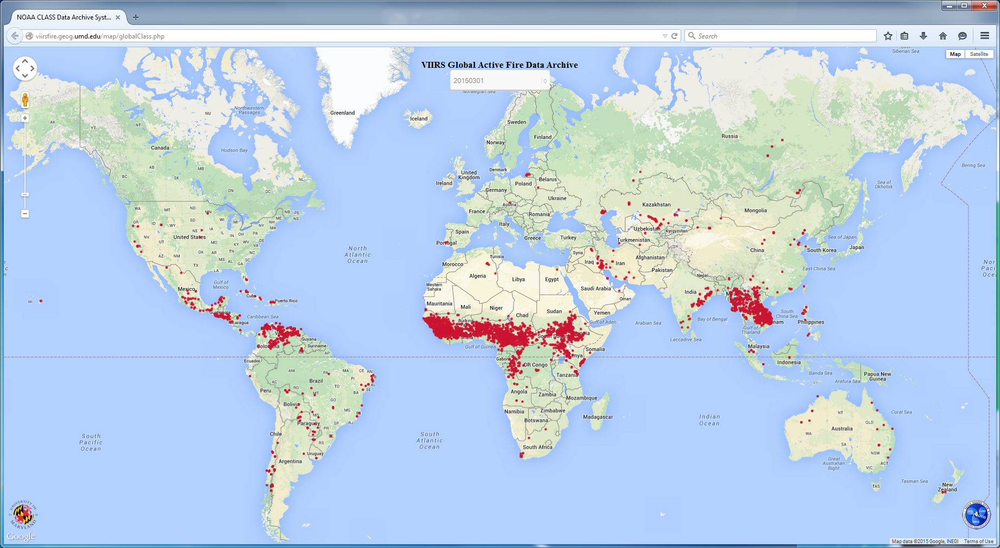 NOAA CLASS Data Archive Syst...
viirsfire.geog.umd.edu/map/globalClass.php
Search
VIIRS Global Active Fire Data Archive
20150301
Map
Satellite
East
Siberian Sea
Norwegian Sea
Greenland
Iceland
Northwestern
Passages
NU
AK
YT
NT
Canada
Hudson Bay
BC
AB
SK
MB
ON
QC
NL
NB
PE
NS
Sweden
Finland
Norway
Russia
Denmark
United
Kingdom
Ireland
Poland
Belarus
Germany
Ukraine
Austria
France
Romania
Italy
Spain
Portugal
Greece
Turkey
Kazakhstan
Mongolia
Uzbekistan
Kyrgyzstan
Turkmenistan
Bering Sea
Sea of
Okhotsk
Sea of Japan
Japan
South Korea
China
East China Sea
WA
MT
ND
MN
OR
ID
WY
SD
WI
MI
NH
ME
NY
MA
PA
NV
UT
NE
IA
IL
IN
OH
United States
MO
KY
WV
VA
DE
AZ
NM
OK
AR
TN
NC
MS
AL
SC
GA
TX
LA
FL
North
Atlantic
Ocean
Tunisia
Morocco
Algeria
Libya
Egypt
Western
Sahara
Syria
Iraq
Iran
Afghanistan
Pakistan
Nepal
Saudi Arabia
Oman
Yemen
India
Gulf of
Mexico
Mexico
HI
Cuba
Puerto Rico
Guatemala
Nicaragua
Caribbean Sea
Mauritania
Mali
Niger
Chad
Sudan
Burkina
Ghana
Gulf of Guinea
South Sudan
Gulf of Aden
Somalia
Arabian Sea
Bay of Bengal
Laccadive Sea
South
China Sea
Gulf of
Thailand
Philippines
Malaysia
Indonesia
Guyana
Suriname
Colombia
RR
AP
Ecuador
AM
PA
MA
CE
RN
PI
AL
SE
BA
Brazil
AC
RO
TO
MT
GO
MG
MS
SP
RJ
ES
PR
RS
Peru
Bolivia
Paraguay
Chile
Uruguay
Argentina
Gabon
DR Congo
Kenya
Tanzania
Angola
Zambia
Mozambique
Namibia
Zimbabwe
Botswana
Madagascar
South Africa
South
Pacific
Ocean
South
Atlantic
Ocean
Indian
Ocean
Banda Sea
Arafura Sea
Papua New
Guinea
Coral Sea
NT
QLD
WA
Australia
SA
NSW
ACT
VIC
TAS
Great
Australian
Bight
Tasman Sea
New
Zealand
UNIVERSITY OF
MARYLAND
Google
Map data ©2015 Google, INEGI
Terms of Use